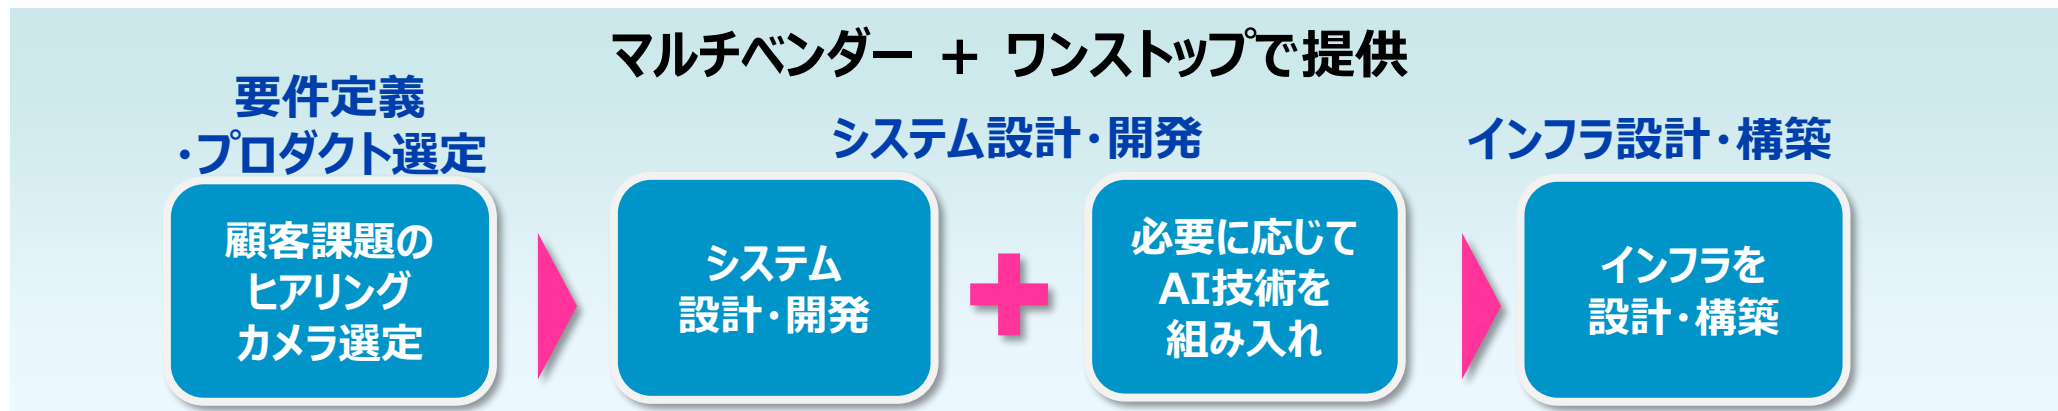 マルチベンダー + ワンストップで提供
要件定義
・プロダクト選定
システム設計・開発
インフラ設計・構築
顧客課題の
ヒアリング
カメラ選定
システム
設計・開発
必要に応じて
AI技術を
組み入れ
インフラを
設計・構築